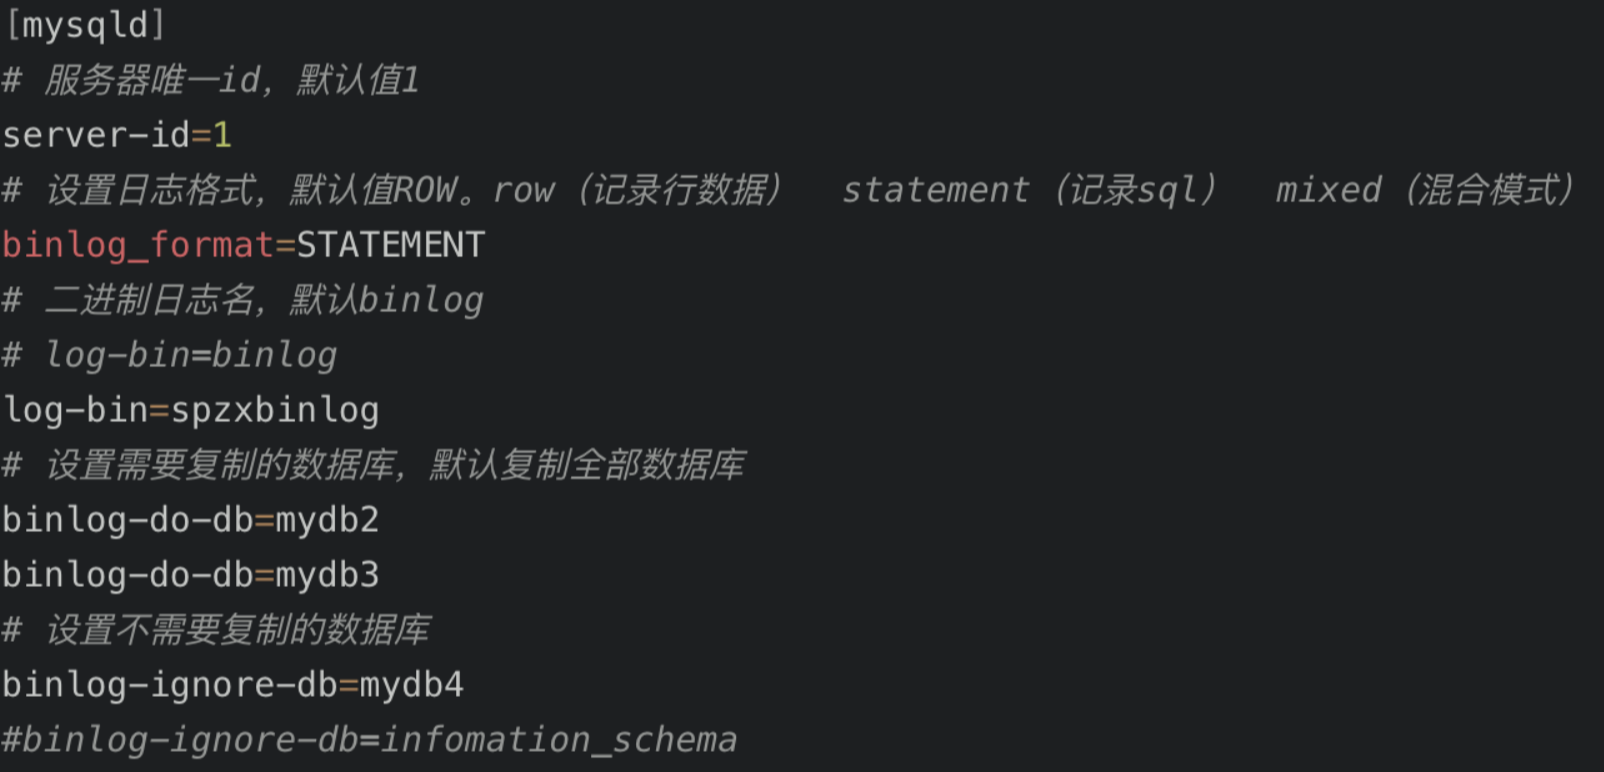 [mysqld]
# 服务器唯一id，默认值1
server-id=1
# 设置日志格式，默认值ROW。row（记录行数据）  statement（记录sql）  mixed（混合模式）
binlog_format=STATEMENT
# 二进制日志名，默认binlog
# log-bin=binlog
log-bin=spzxbinlog
# 设置需要复制的数据库，默认复制全部数据库
binlog-do-db=mydb2
binlog-do-db=mydb3
# 设置不需要复制的数据库
binlog-ignore-db=mydb4
#binlog-ignore-db=infomation_schema